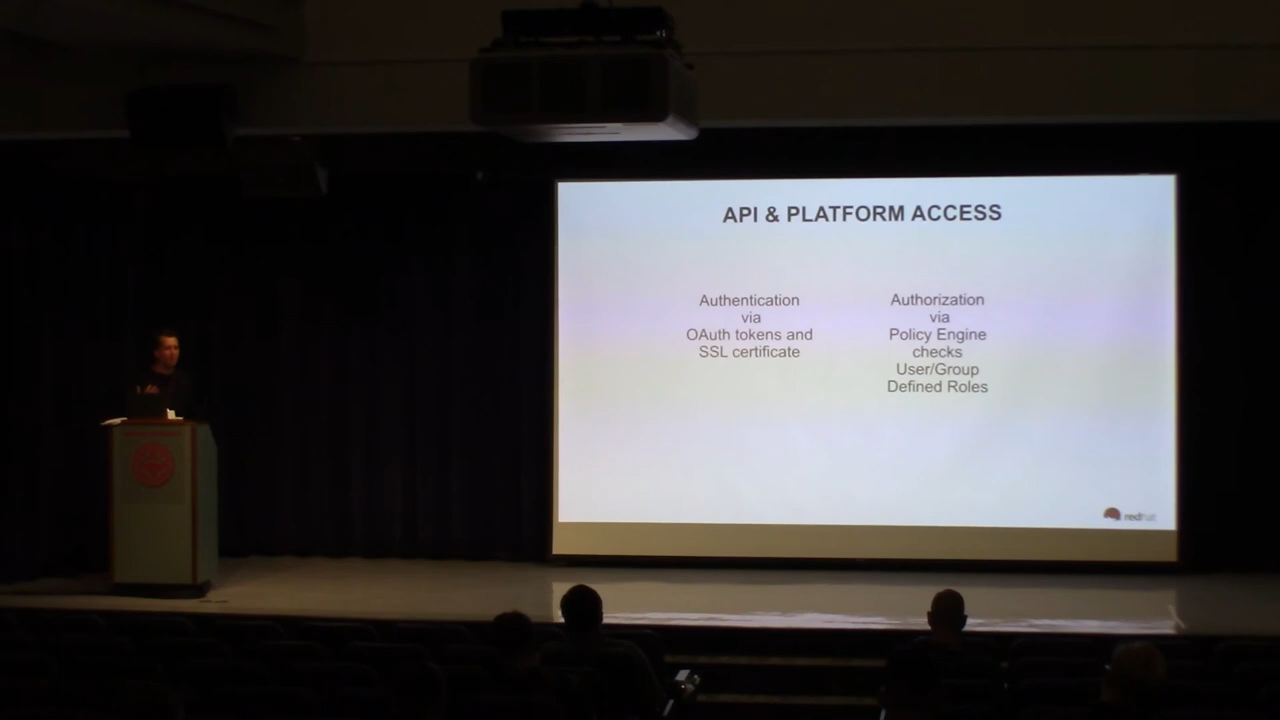 API & PLATFORM ACCESS
Authentication
via
OAuth tokens and
SSL certificate
Authorization
via
Policy Engine
checks
User/Group
Defined Roles
redhat